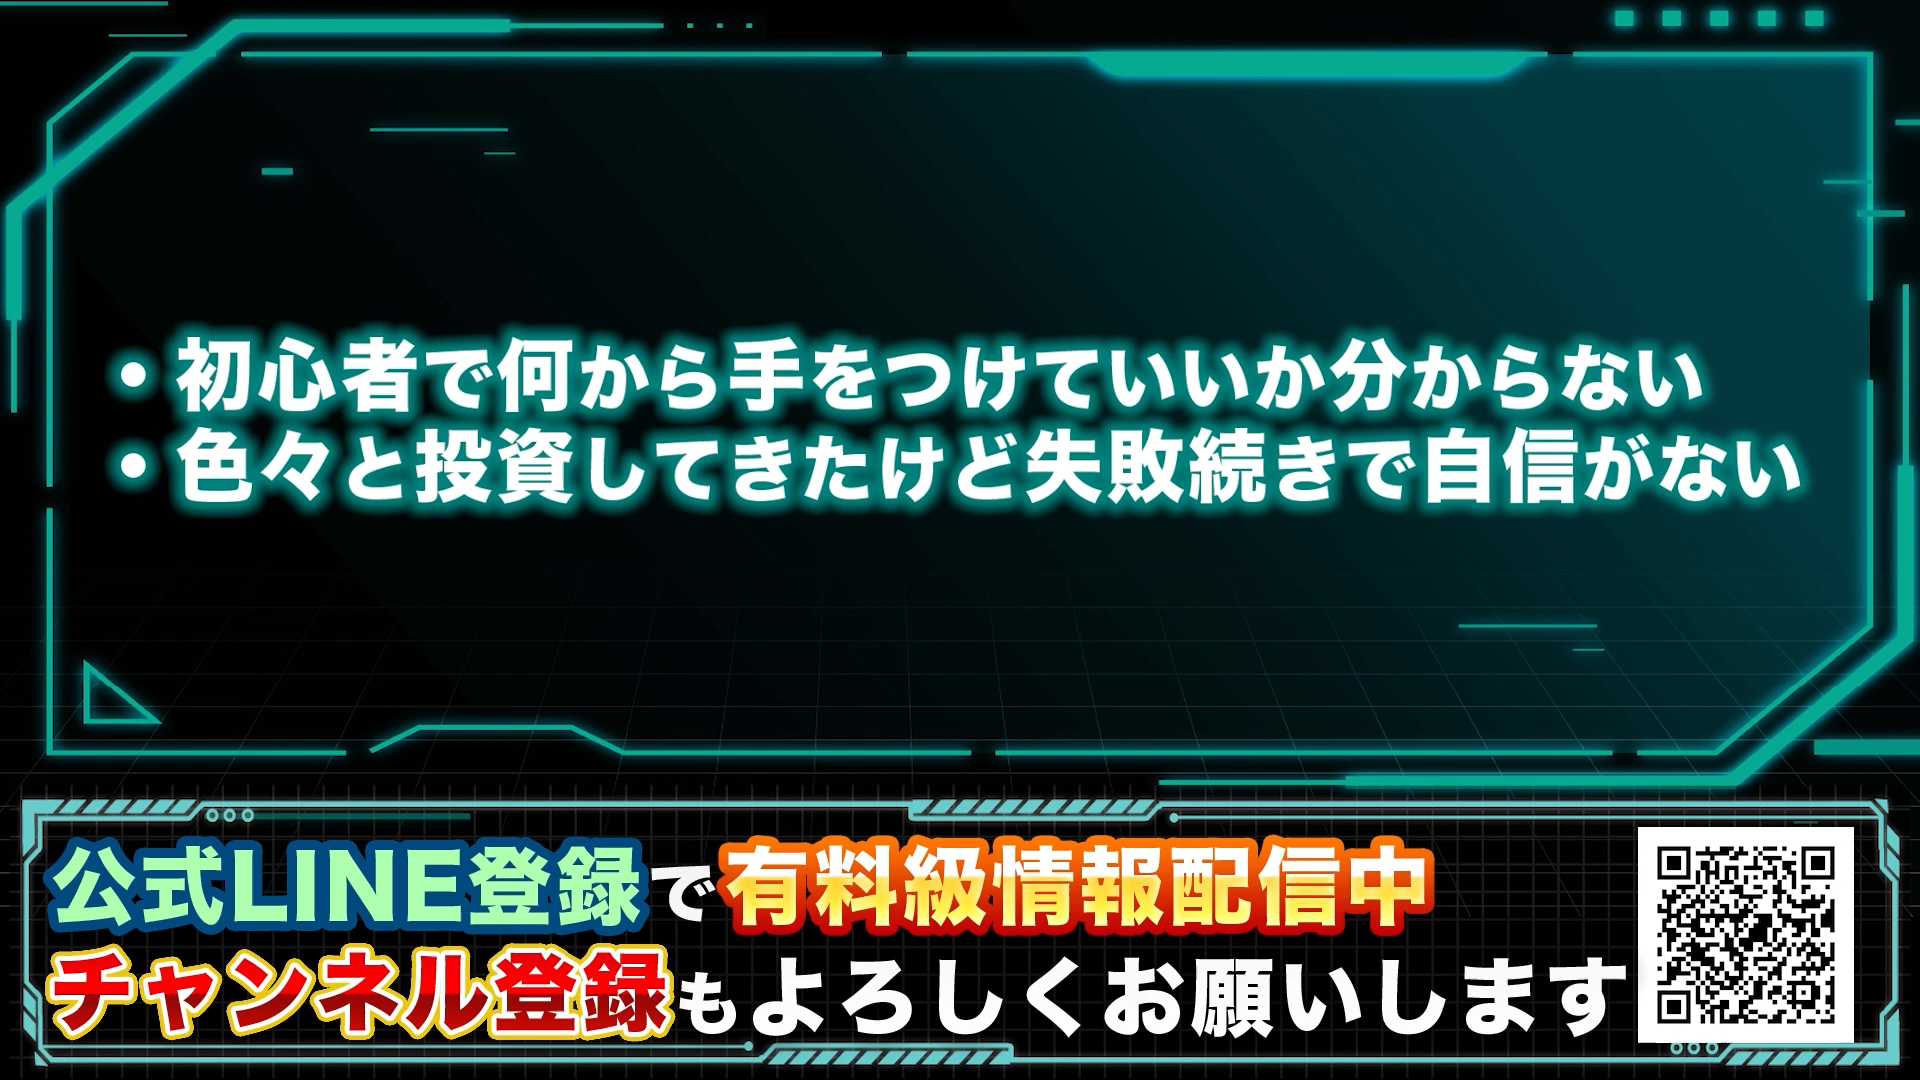 ・初心者で何から手をつけていいか分からない
・色々と投資してきたけど失敗続きで自信がない
公式LINE登録で有料級情報配信中
チャンネル登録もよろしくお願いします